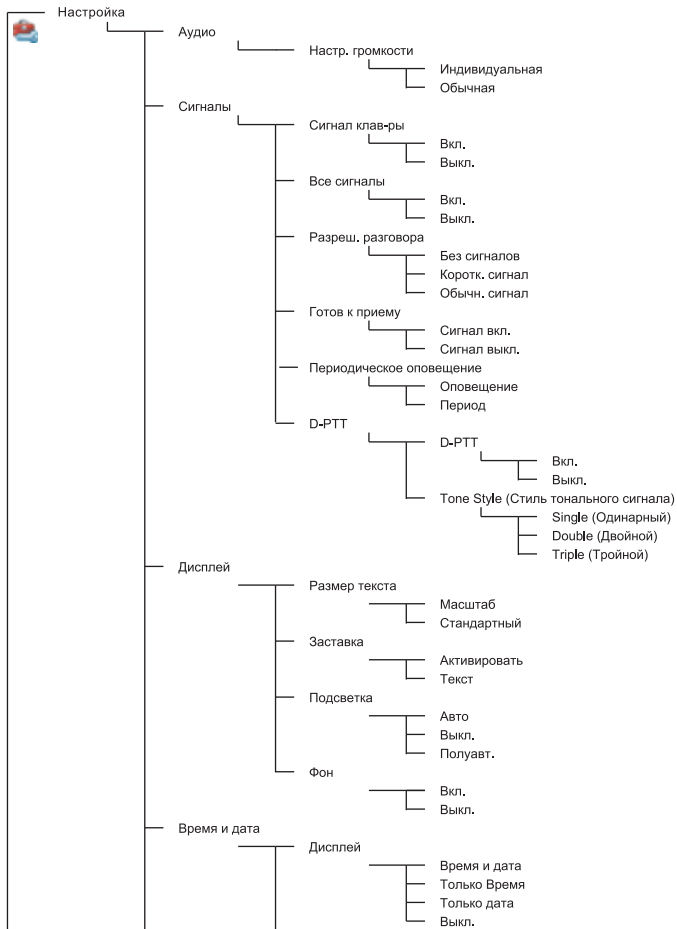 Настройка
Аудио
Настр. громкости
Индивидуальная
Обычная
Сигналы
Сигнал клав-ры
Вкл.
Выкл.
Все сигналы
Вкл.
Выкл.
Разреш. разговора
Без сигналов
Коротк. сигнал
Обычн. сигнал
Готов к приему
Сигнал вкл.
Сигнал выкл.
Периодическое оповещение
Оповещение
Период
D-PTT
D-PTT
Вкл.
Выкл.
Tone Style (Стиль тонального сигнала)
Single (Одинарный)
Double (Двойной)
Triple (Тройной)
Дисплей
Размер текста
Масштаб
Стандартный
Заставка
Активировать
Текст
Подсветка
Авто
Выкл.
Полуавт.
Фон
Вкл.
Выкл.
Время и дата
Дисплей
Время и дата
Только Время
Только дата
Выкл.